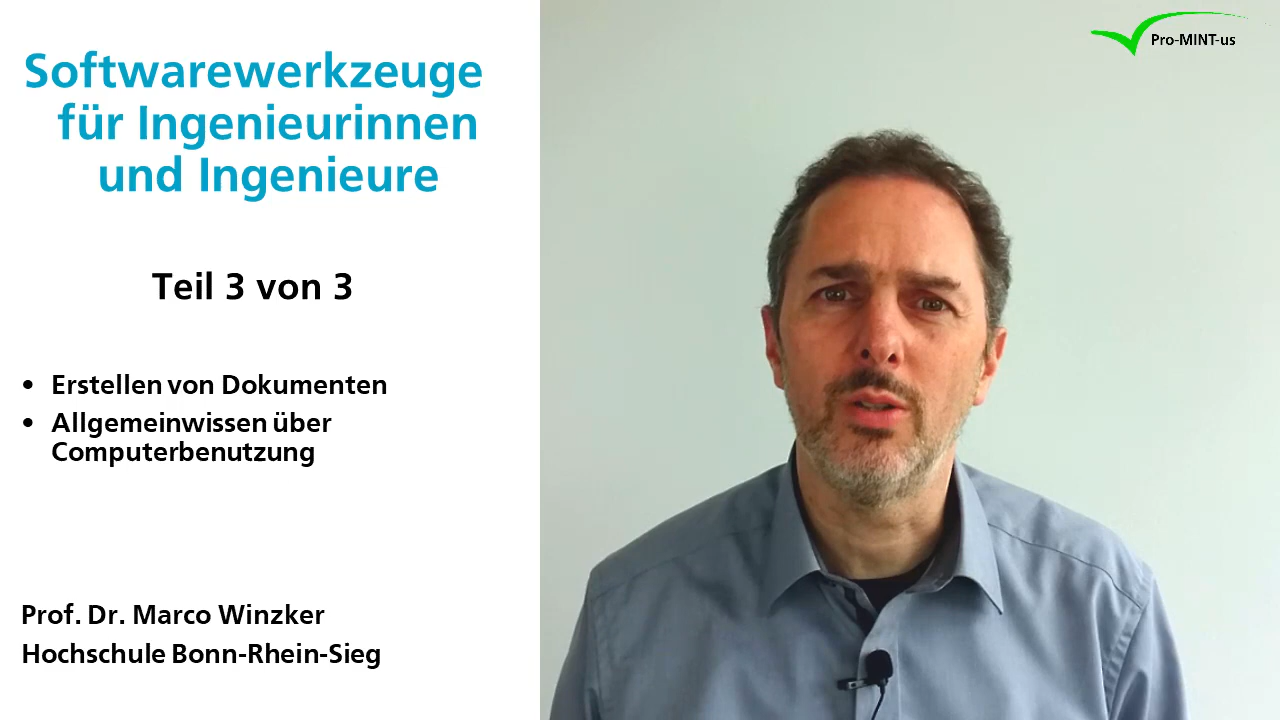 Softwarewerkzeuge
für Ingenieurinnen
und Ingenieure
Teil 3 von 3
• Erstellen von Dokumenten
• Allgemeinwissen über
Computerbenutzung
Prof. Dr. Marco Winzker
Hochschule Bonn-Rhein-Sieg
Pro-MINT-us